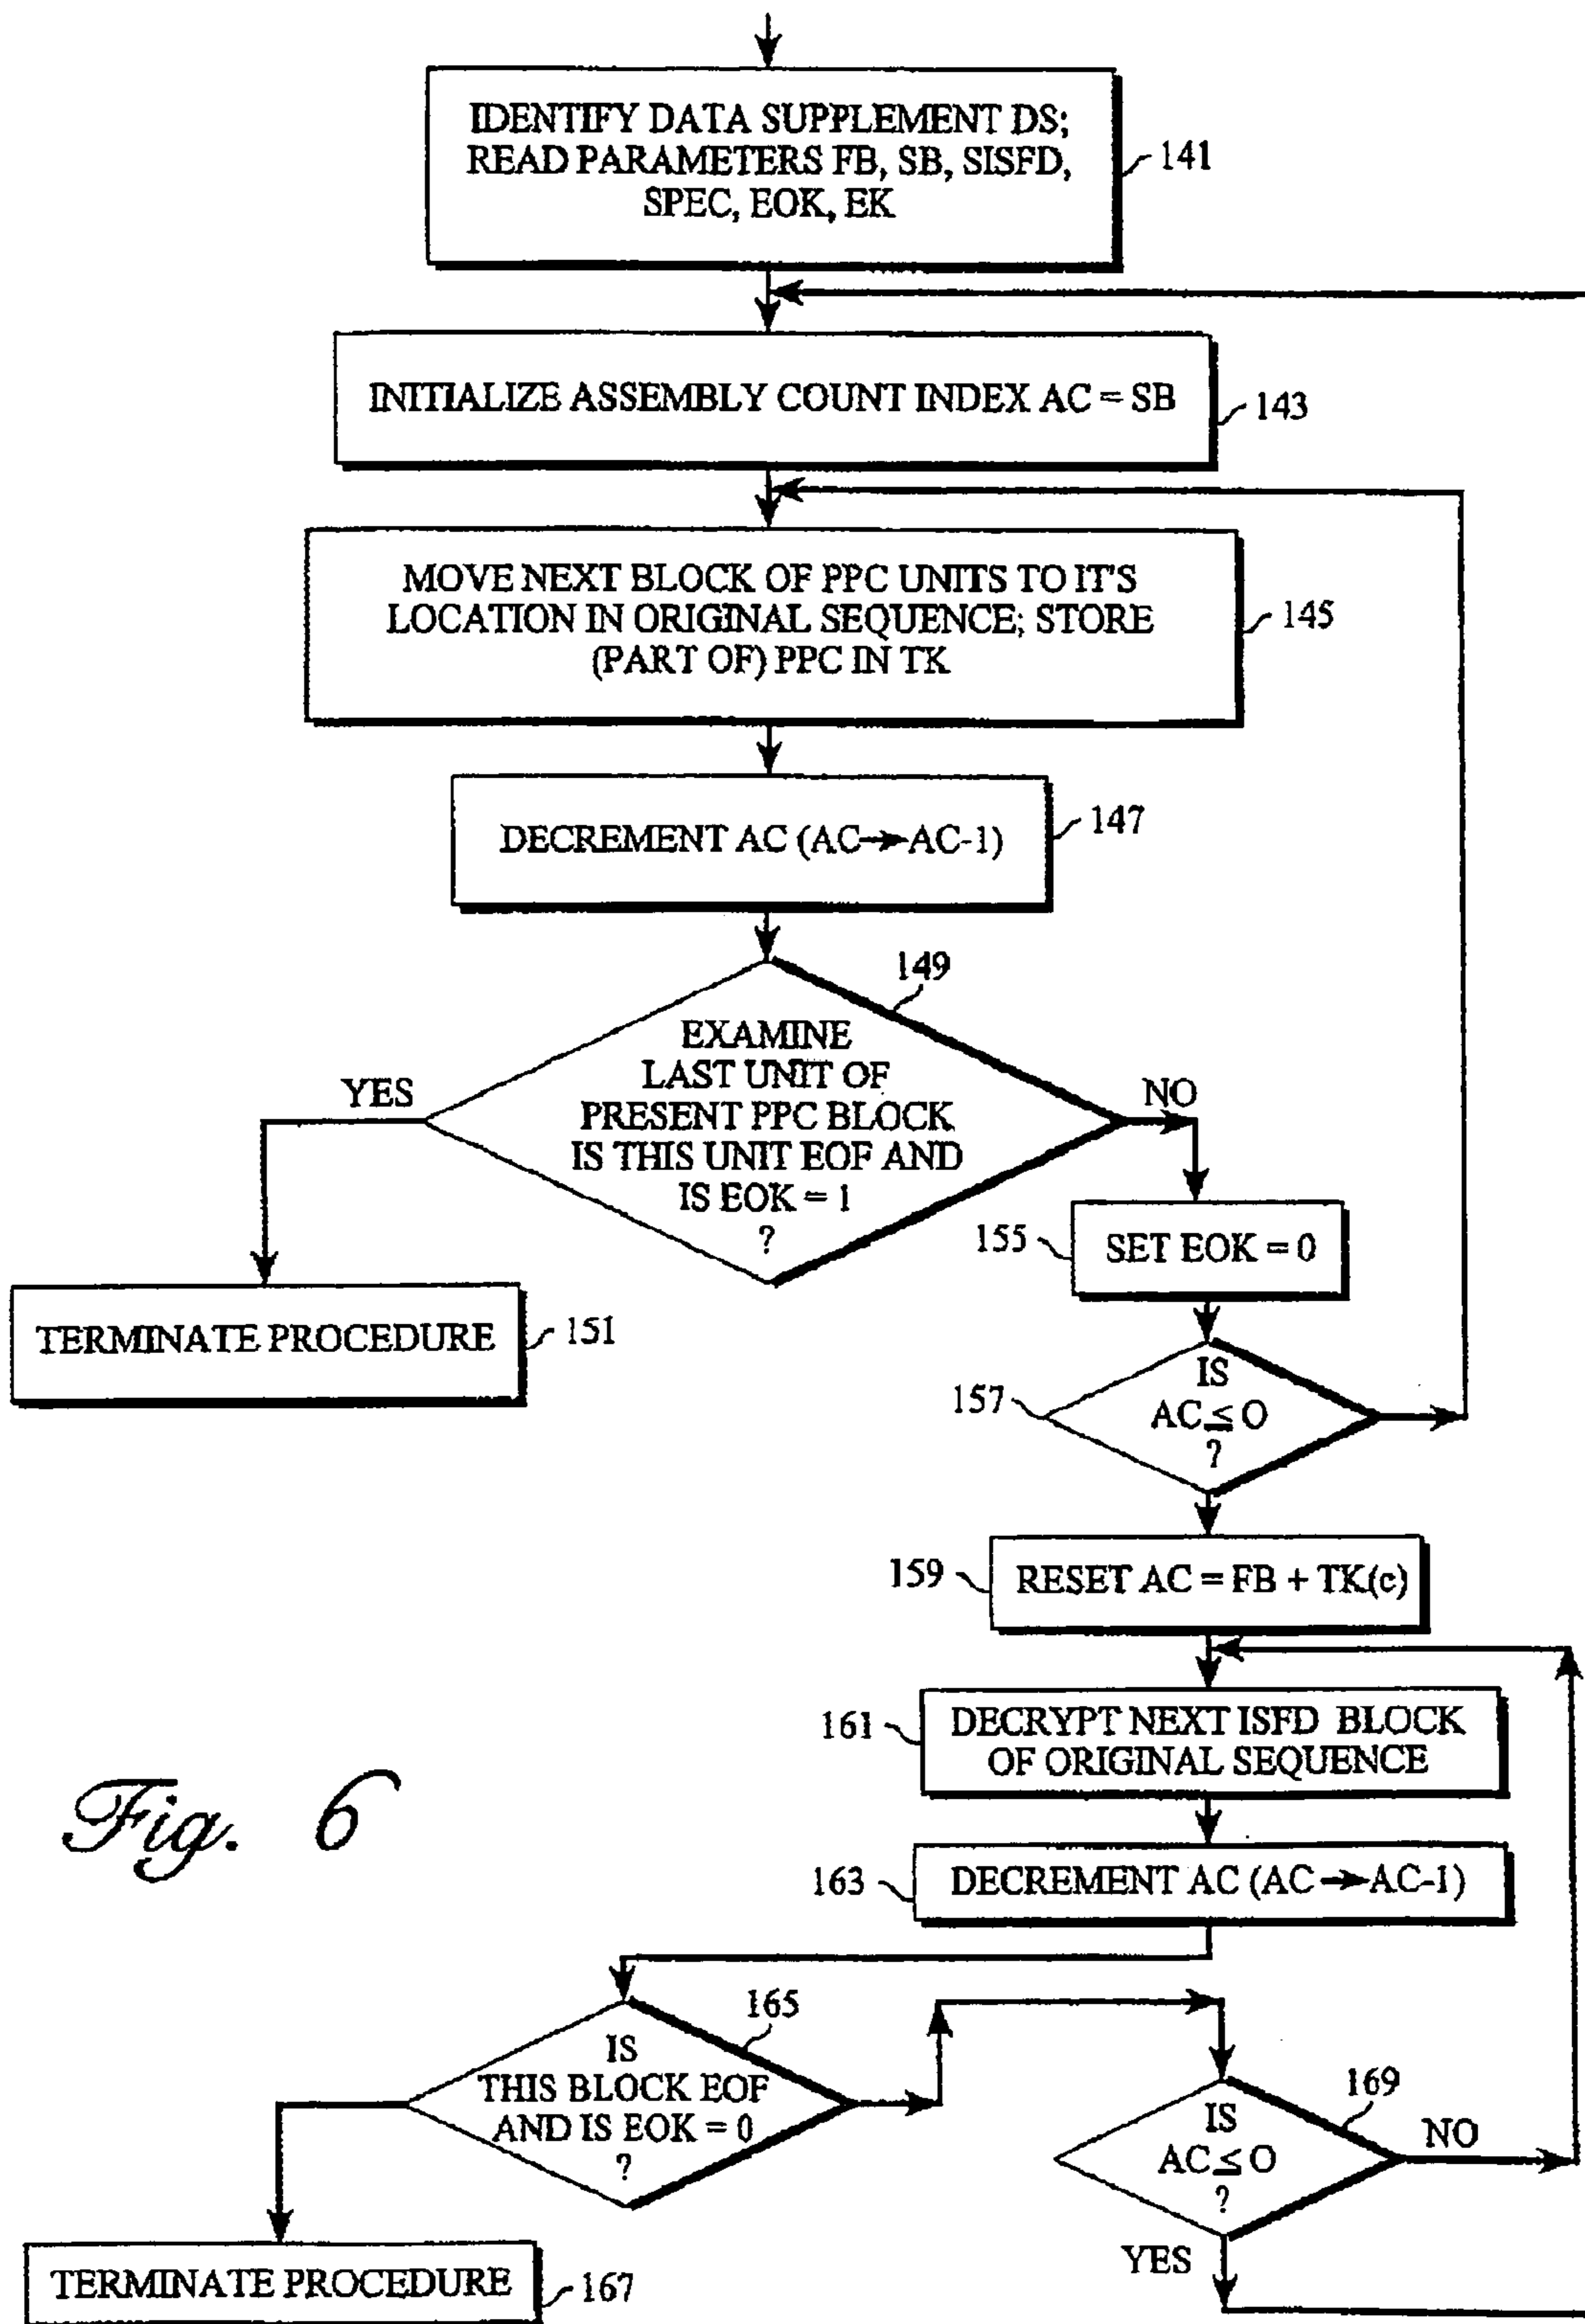 IDENTIFY DATA SUPPLEMENT DS;
READ PARAMETERS FB, SB, SISFD,
SPEC, EOK, EK
141
INITIALIZE ASSEMBLY COUNT INDEX AC = SB
143
MOVE NEXT BLOCK OF PPC UNITS TO IT'S
LOCATION IN ORIGINAL SEQUENCE; STORE
(PART OF) PPC IN TK
145
DECREMENT AC (AC→AC-1)
147
149
EXAMINE
LAST UNIT OF
PRESENT PPC BLOCK
IS THIS UNIT EOF AND
IS EOK = 1
?
YES
NO
TERMINATE PROCEDURE
151
155
SET EOK = 0
157
IS
AC ≤ O
?
159
RESET AC = FB + TK(c)
161
DECRYPT NEXT ISFD BLOCK
OF ORIGINAL SEQUENCE
Fig. 6
163
DECREMENT AC (AC→AC-1)
165
IS
THIS BLOCK EOF
AND IS EOK = 0
?
169
IS
AC ≤ O
?
NO
YES
TERMINATE PROCEDURE
167